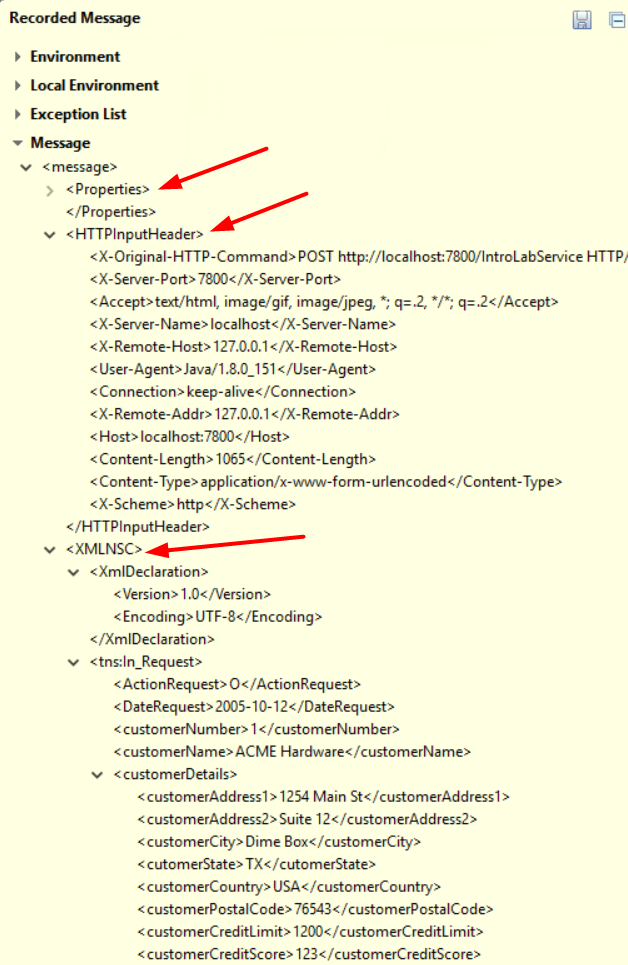 Recorded Message
Environment
Local Environment
Exception List
Message
<message>
<Properties>
</Properties>
<HTTPInputHeader>
<X-Original-HTTP-Command>POST http://localhost:7800/IntroLabService HTTP/
<X-Server-Port>7800</X-Server-Port>
<Accept>text/html, image/gif, image/jpeg, *; q=.2, */*; q=.2</Accept>
<X-Server-Name>localhost</X-Server-Name>
<X-Remote-Host>127.0.0.1</X-Remote-Host>
<User-Agent>Java/1.8.0_151</User-Agent>
<Connection>keep-alive</Connection>
<X-Remote-Addr>127.0.0.1</X-Remote-Addr>
<Host>localhost:7800</Host>
<Content-Length>1065</Content-Length>
<Content-Type>application/x-www-form-urlencoded</Content-Type>
<X-Scheme>http</X-Scheme>
</HTTPInputHeader>
<XMLNSC>
<XmlDeclaration>
<Version>1.0</Version>
<Encoding>UTF-8</Encoding>
</XmlDeclaration>
<tns:In_Request>
<ActionRequest>O</ActionRequest>
<DateRequest>2005-10-12</DateRequest>
<customerNumber>1</customerNumber>
<customerName>ACME Hardware</customerName>
<customerDetails>
<customerAddress1>1254 Main St</customerAddress1>
<customerAddress2>Suite 12</customerAddress2>
<customerCity>Dime Box</customerCity>
<cutomerState>TX</cutomerState>
<customerCountry>USA</customerCountry>
<customerPostalCode>76543</customerPostalCode>
<customerCreditLimit>1200</customerCreditLimit>
<customerCreditScore>123</customerCreditScore>